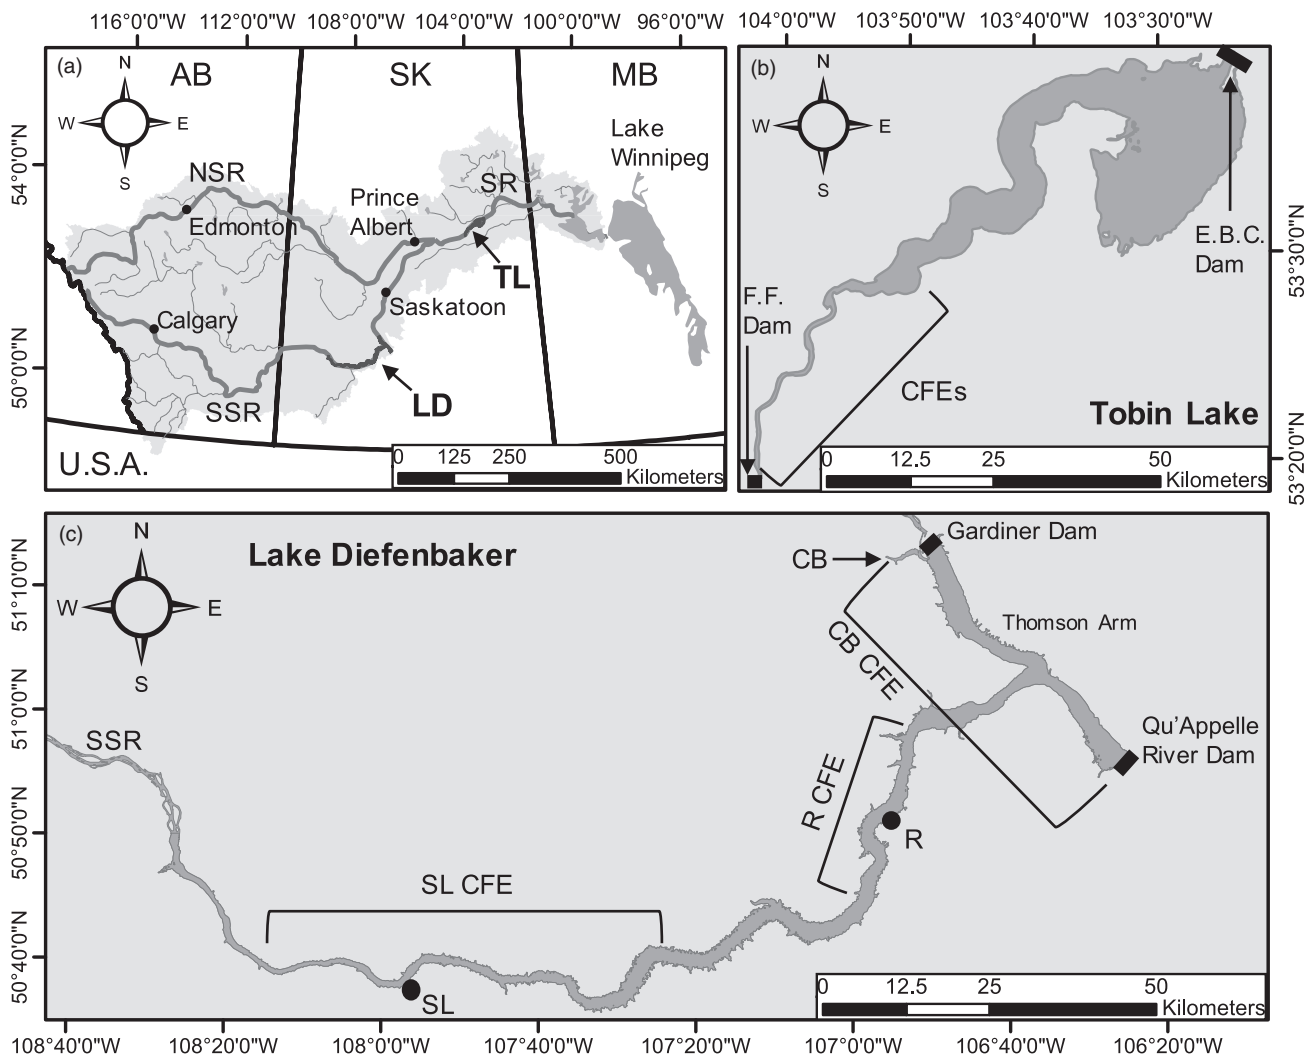 116°0'0"W 112°0'0"W 108°0'0"W 104°0'0"W 100°0'0"W 96°0'0"W
(a)
AB
SK
MB
N
W E
S
54°0'0"N
50°0'0"N
Lake
Winnipeg
NSR
Edmonton
Prince
Albert
SR
TL
Saskatoon
Calgary
SSR
LD
U.S.A.
0 125 250 500
Kilometers
104°0'0"W 103°50'0"W 103°40'0"W 103°30'0"W
(b)
N
W E
S
E.B.C.
Dam
53°30'0"N
F.F.
Dam
CFEs
Tobin Lake
53°20'0"N
0 12.5 25 50
Kilometers
(c)
N
W E
S
Lake Diefenbaker
CB
Gardiner Dam
51°10'0"N
Thomson Arm
CB CFE
51°0'0"N
SSR
Qu'Appelle
River Dam
R CFE
R
50°50'0"N
SL CFE
50°40'0"N
SL
0 12.5 25 50
Kilometers
108°40'0"W 108°20'0"W 108°0'0"W 107°40'0"W 107°20'0"W 107°0'0"W 106°40'0"W 106°20'0"W